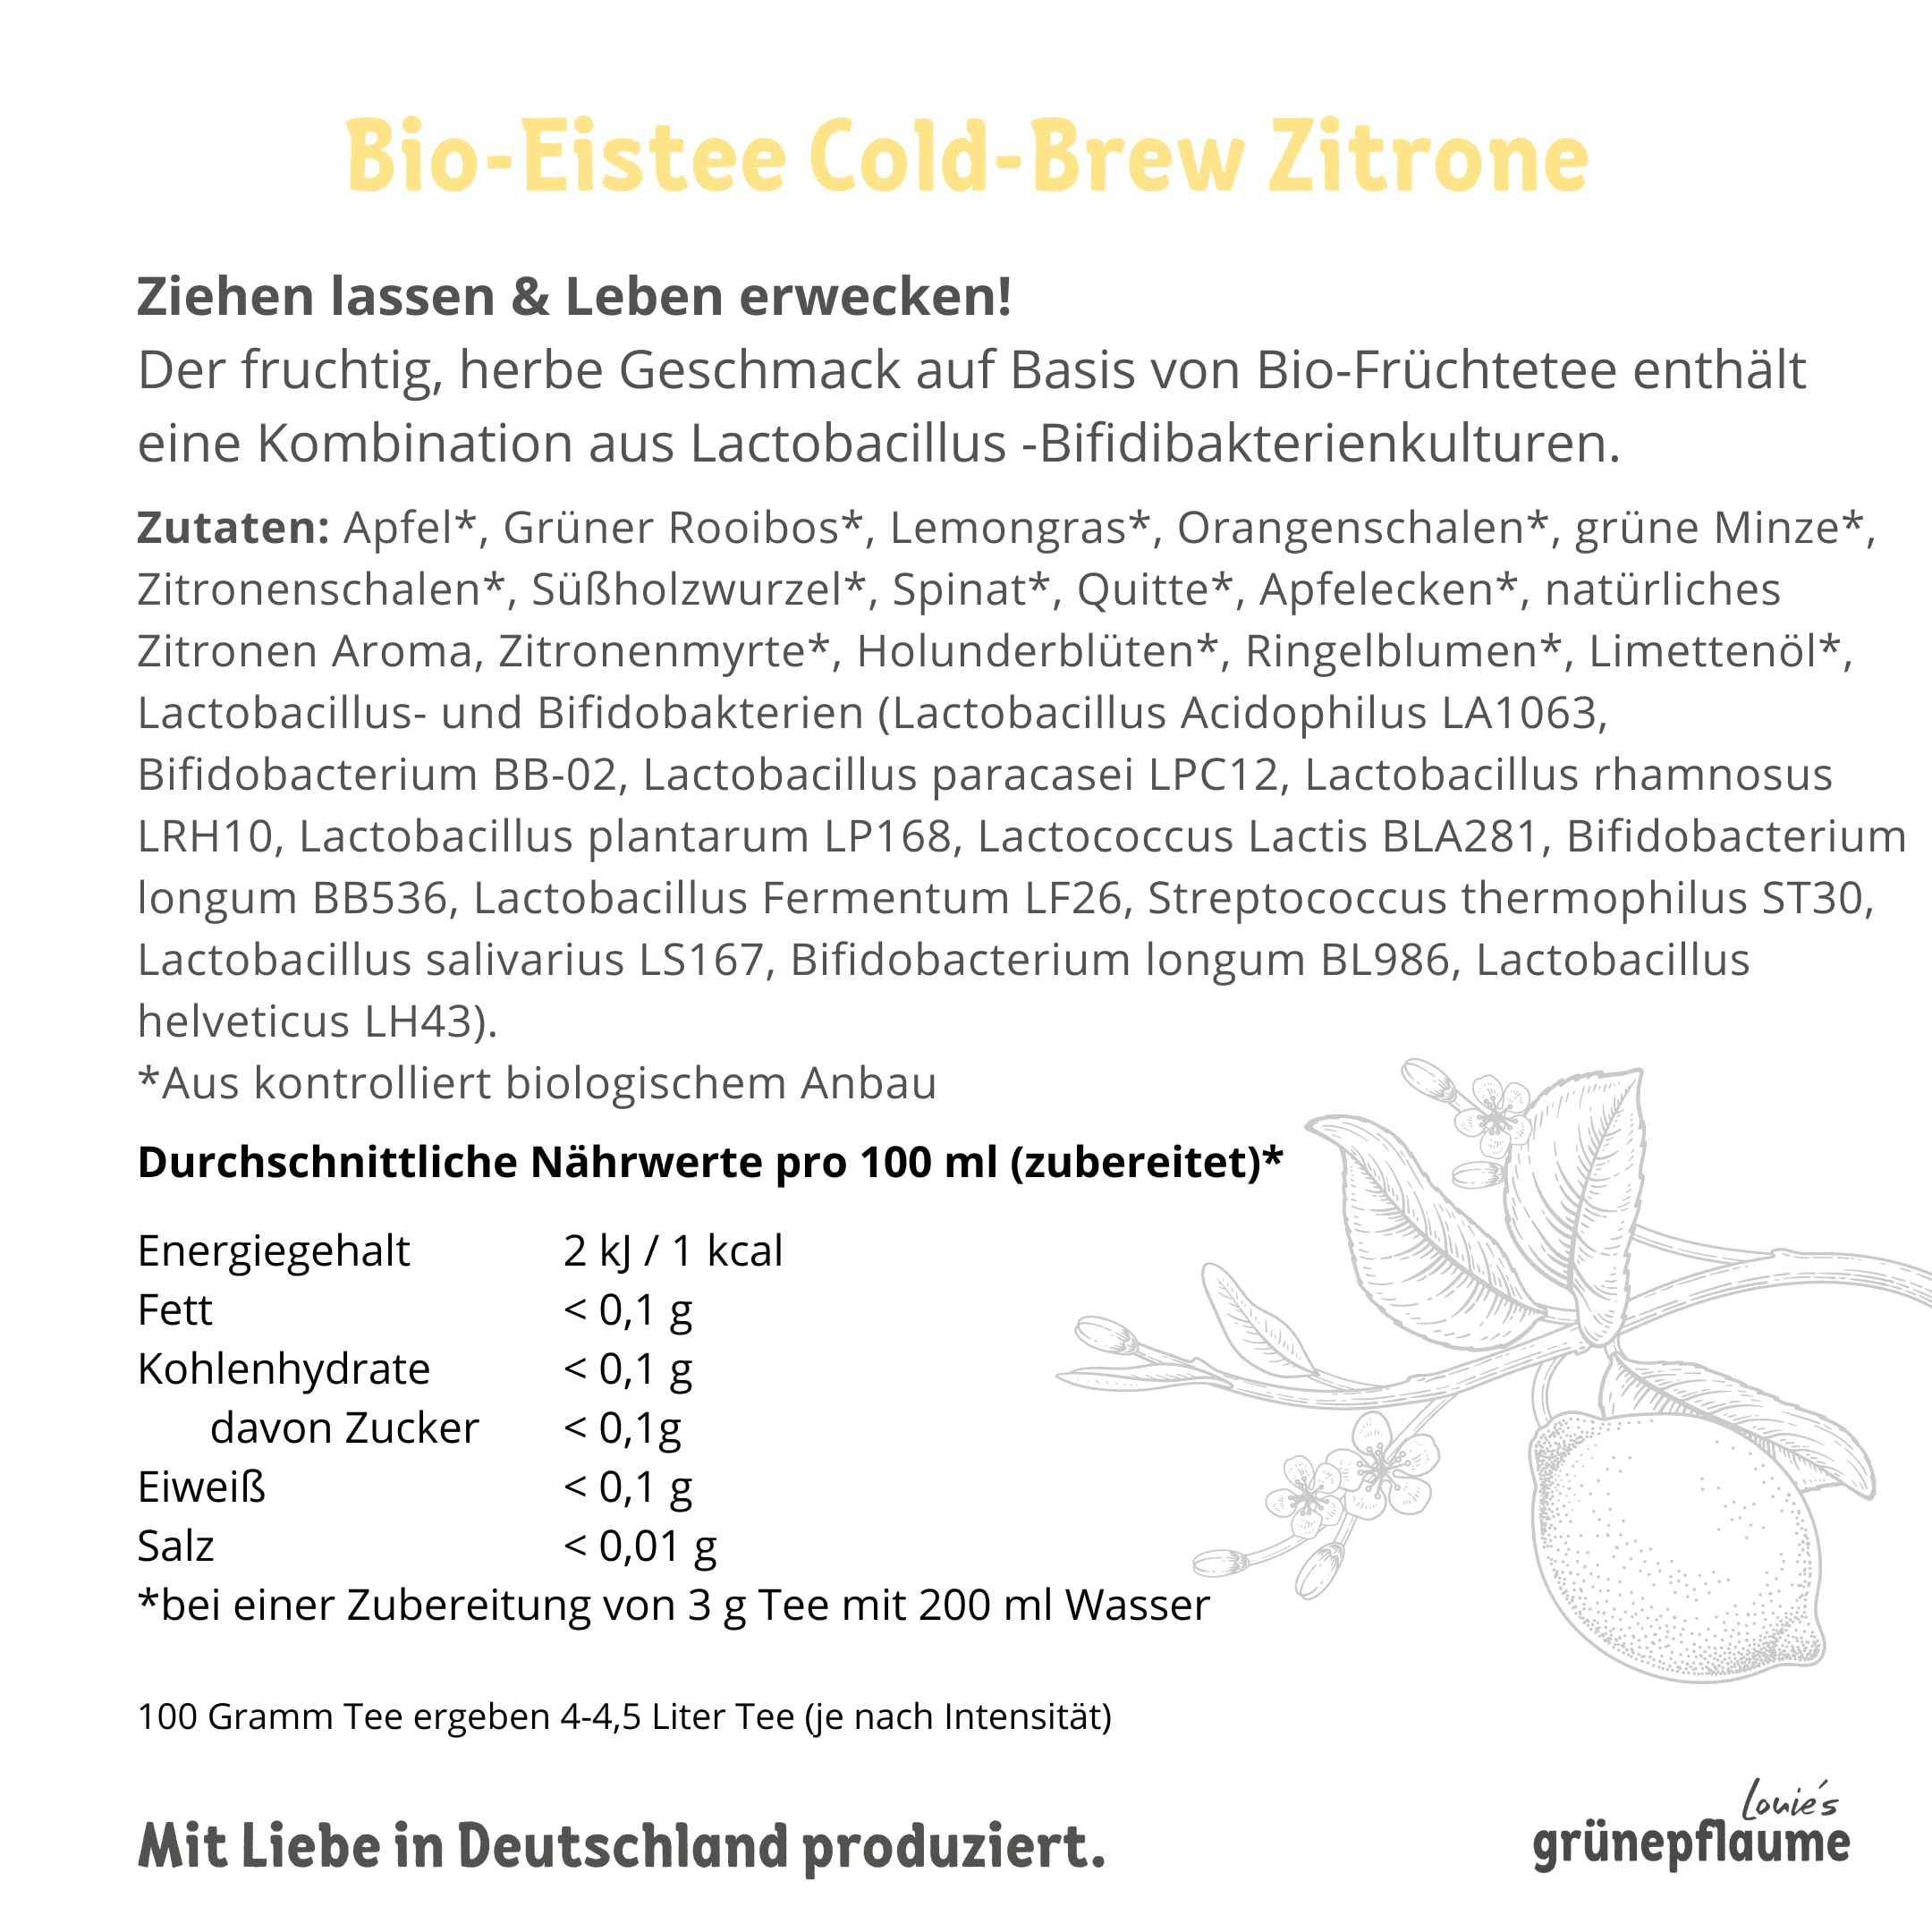 Bio-Eistee Cold-Brew Zitrone
Ziehen lassen & Leben erwecken!
Der fruchtig, herbe Geschmack auf Basis von Bio-Früchtetee enthält
eine Kombination aus Lactobacillus -Bifidibakterienkulturen.
Zutaten: Apfel*, Grüner Rooibos*, Lemongras*, Orangenschalen*, grüne Minze*,
Zitronenschalen*, Süßholzwurzel*, Spinat*, Quitte*, Apfelecken*, natürliches
Zitronen Aroma, Zitronenmyrte*, Holunderblüten*, Ringelblumen*, Limettenöl*,
Lactobacillus- und Bifidobakterien (Lactobacillus Acidophilus LA1063,
Bifidobacterium BB-02, Lactobacillus paracasei LPC12, Lactobacillus rhamnosus
LRH10, Lactobacillus plantarum LP168, Lactococcus Lactis BLA281, Bifidobacterium
longum BB536, Lactobacillus Fermentum LF26, Streptococcus thermophilus ST30,
Lactobacillus salivarius LS167, Bifidobacterium longum BL986, Lactobacillus
helveticus LH43).
*Aus kontrolliert biologischem Anbau
Durchschnittliche Nährwerte pro 100 ml (zubereitet)*
Energiegehalt 2 kJ / 1 kcal
Fett < 0,1 g
Kohlenhydrate < 0,1 g
davon Zucker < 0,1g
Eiweiß < 0,1 g
Salz < 0,01 g
*bei einer Zubereitung von 3 g Tee mit 200 ml Wasser
100 Gramm Tee ergeben 4-4,5 Liter Tee (je nach Intensität)
Mit Liebe in Deutschland produziert.
Louie's
grünepflaume